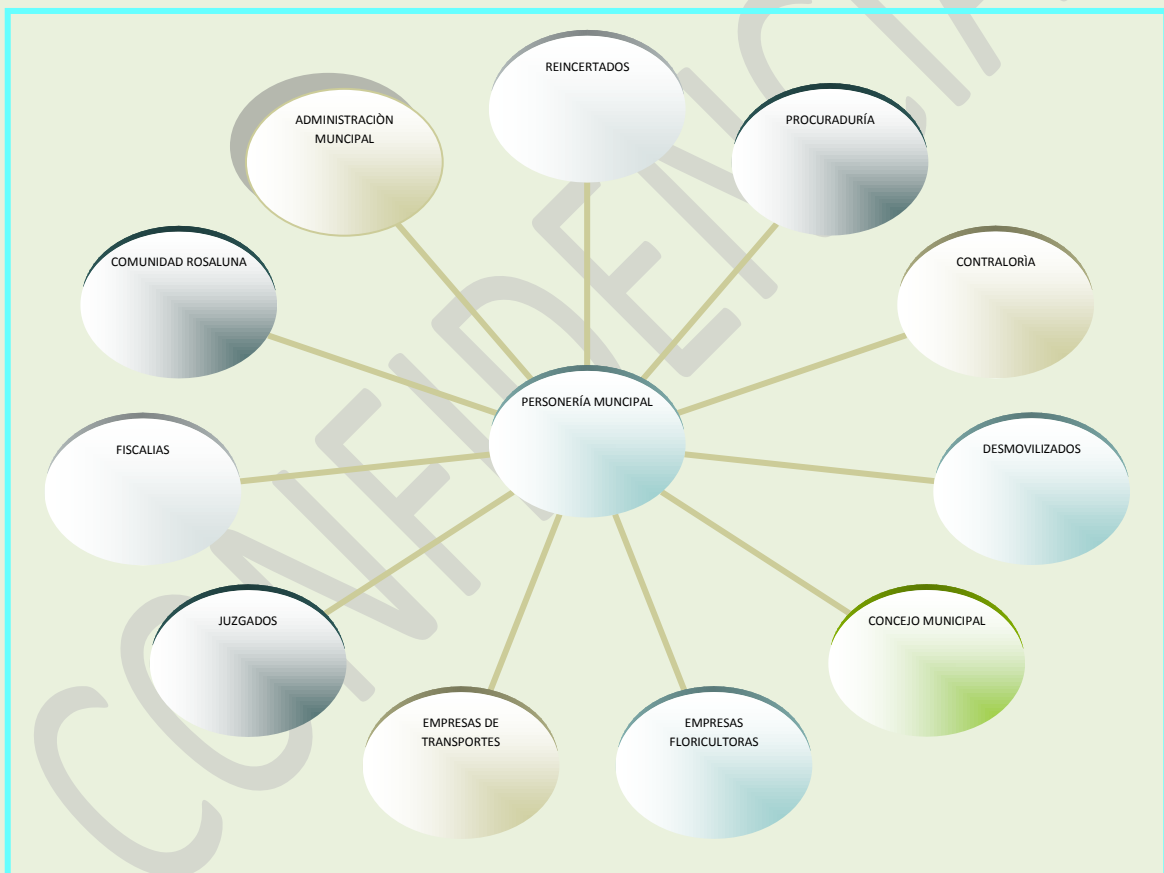 REINCERTADOS
ADMINISTRACIÒN
MUNCIPAL
PROCURADURÍA
COMUNIDAD ROSALUNA
CONTRALORÌA
PERSONERÍA MUNCIPAL
FISCALIAS
DESMOVILIZADOS
JUZGADOS
CONCEJO MUNICIPAL
EMPRESAS DE
TRANSPORTES
EMPRESAS
FLORICULTORAS
CONFIDENCIA